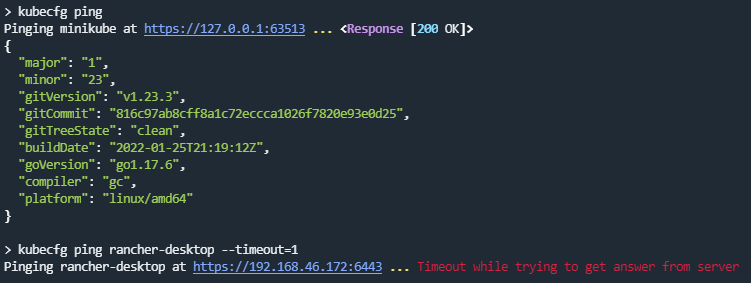 > kubecfg ping
Pinging minikube at https://127.0.0.1:63513 ... <Response [200 OK]>
{
  "major": "1",
  "minor": "23",
  "gitVersion": "v1.23.3",
  "gitCommit": "816c97ab8cff8a1c72eccca1026f7820e93e0d25",
  "gitTreeState": "clean",
  "buildDate": "2022-01-25T21:19:12Z",
  "goVersion": "go1.17.6",
  "compiler": "gc",
  "platform": "linux/amd64"
}
> kubecfg ping rancher-desktop --timeout=1
Pinging rancher-desktop at https://192.168.46.172:6443 ... Timeout while trying to get answer from server